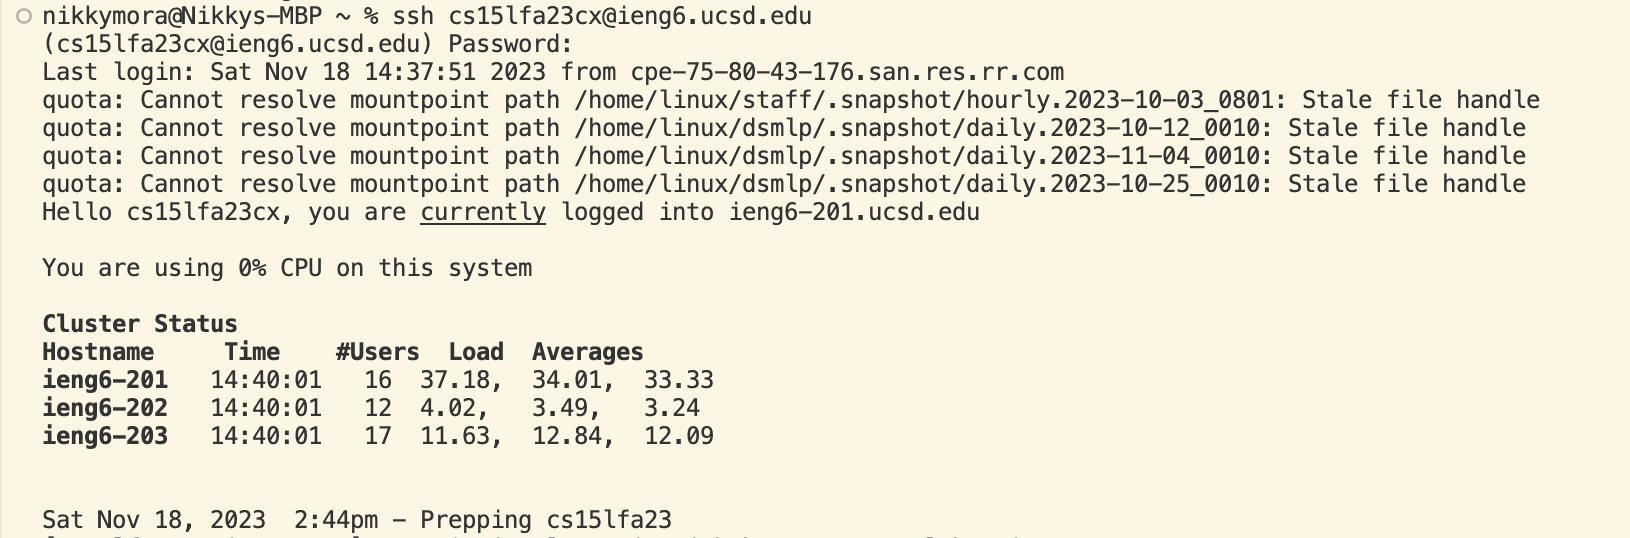 nikkymora@Nikkys-MBP ~ % ssh cs15lfa23cx@ieng6.ucsd.edu
(cs15lfa23cx@ieng6.ucsd.edu) Password:
Last login: Sat Nov 18 14:37:51 2023 from cpe-75-80-43-176.san.res.rr.com
quota: Cannot resolve mountpoint path /home/linux/staff/.snapshot/hourly.2023-10-03_0801: Stale file handle
quota: Cannot resolve mountpoint path /home/linux/dsmlp/.snapshot/daily.2023-10-12_0010: Stale file handle
quota: Cannot resolve mountpoint path /home/linux/dsmlp/.snapshot/daily.2023-11-04_0010: Stale file handle
quota: Cannot resolve mountpoint path /home/linux/dsmlp/.snapshot/daily.2023-10-25_0010: Stale file handle
Hello cs15lfa23cx, you are currently logged into ieng6-201.ucsd.edu
You are using 0% CPU on this system
Cluster Status
Hostname     Time    #Users  Load  Averages
ieng6-201   14:40:01   16  37.18,  34.01,  33.33
ieng6-202   14:40:01   12  4.02,   3.49,   3.24
ieng6-203   14:40:01   17  11.63,  12.84,  12.09
Sat Nov 18, 2023  2:44pm - Prepping cs15lfa23